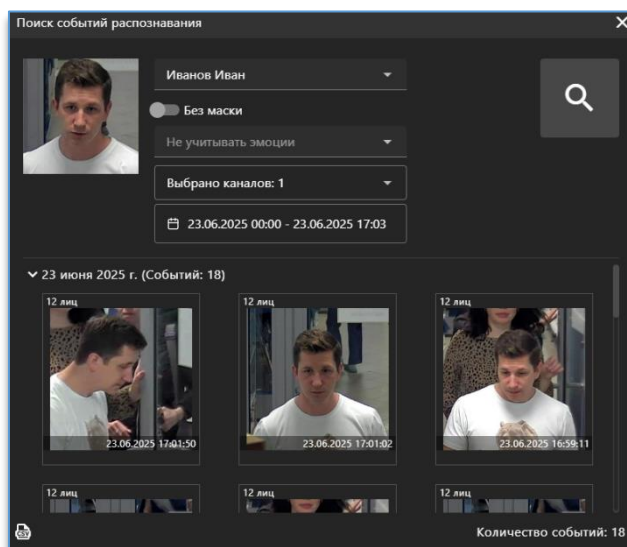 Поиск событий распознавания
Иванов Иван
Без маски
Не учитывать эмоции
Выбрано каналов: 1
23.06.2025 00:00 - 23.06.2025 17:03
23 июня 2025 г. (Событий: 18)
12 лиц
12 лиц
12 лиц
23.06.2025 17:01:50
23.06.2025 17:01:02
23.06.2025 16:59:11
12 лиц
12 лиц
12 лиц
CSV
Количество событий: 18